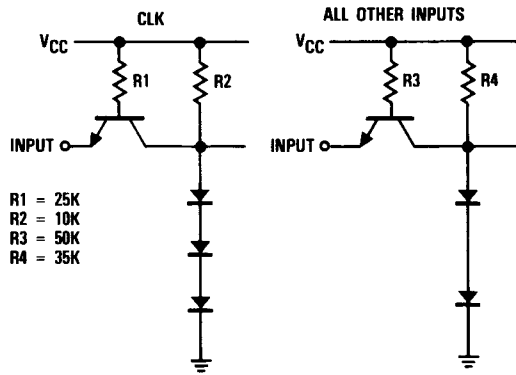 CLK
VCC
R1
R2
INPUT
R1 = 25K
R2 = 10K
R3 = 50K
R4 = 35K
ALL OTHER INPUTS
VCC
R3
R4
INPUT